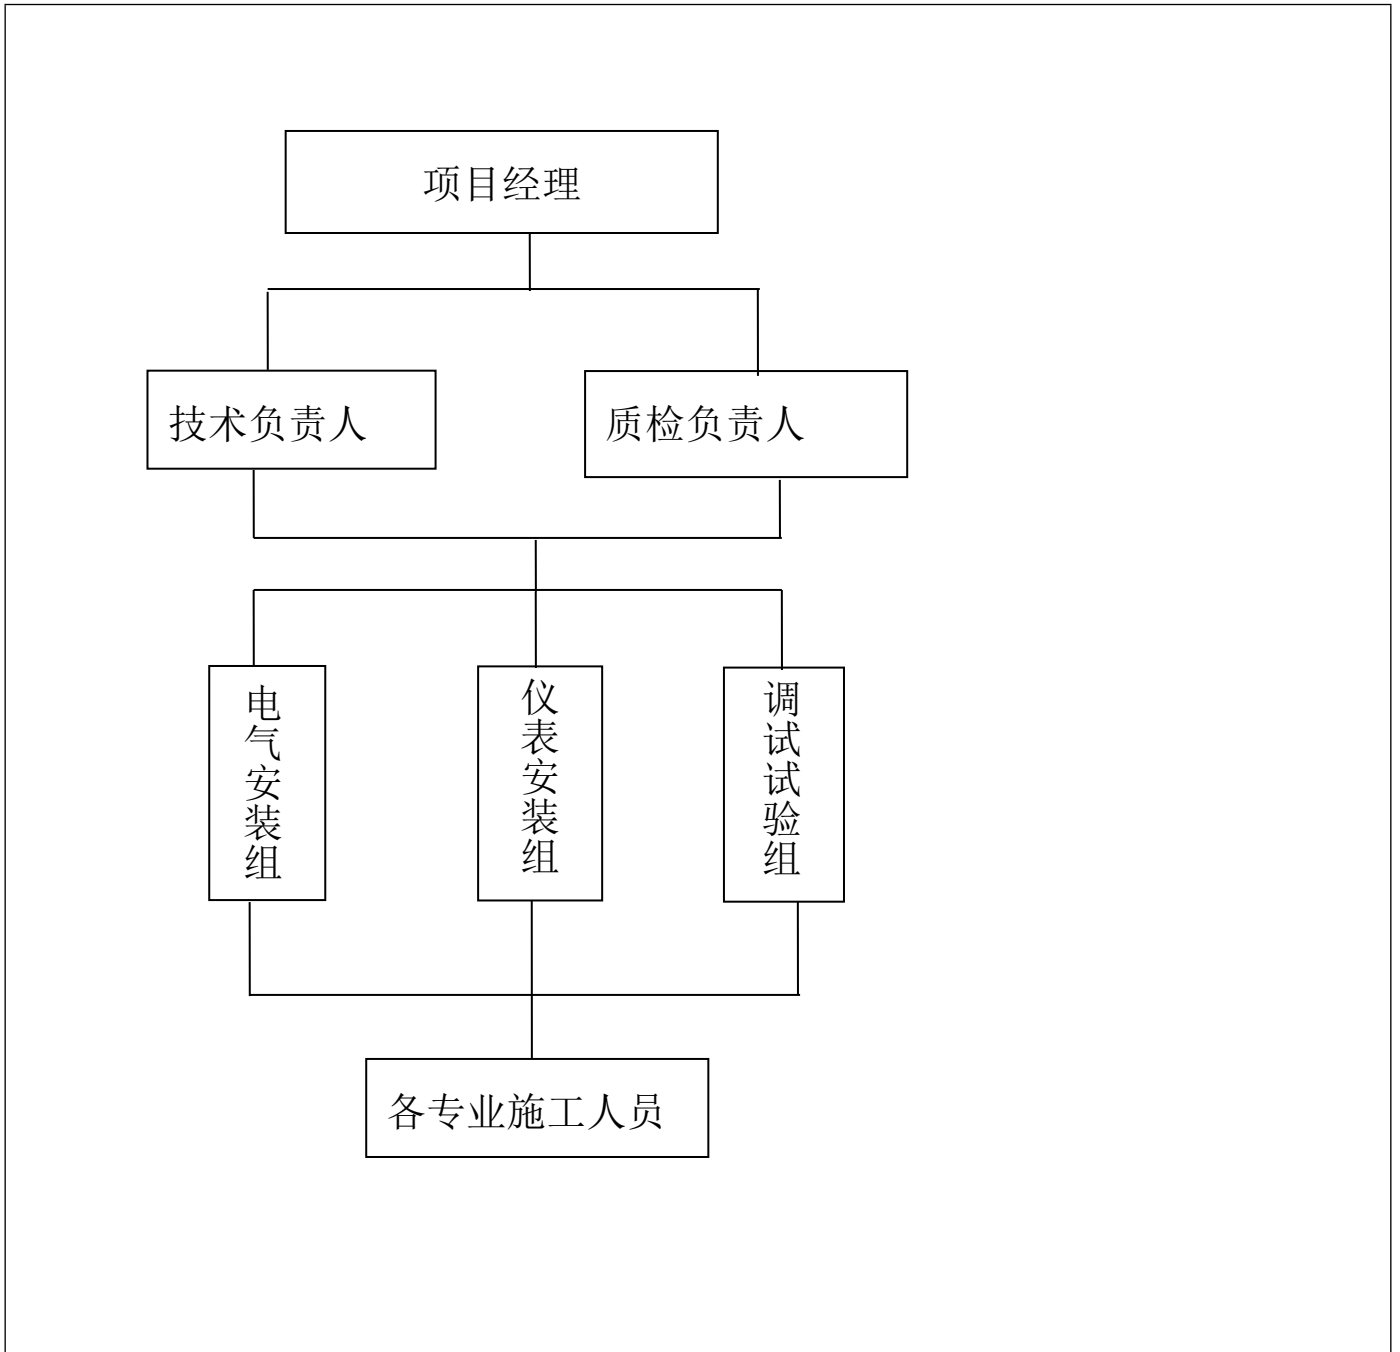 项目经理
技术负责人
质检负责人
电气安装组
仪表安装组
调试试验组
各专业施工人员